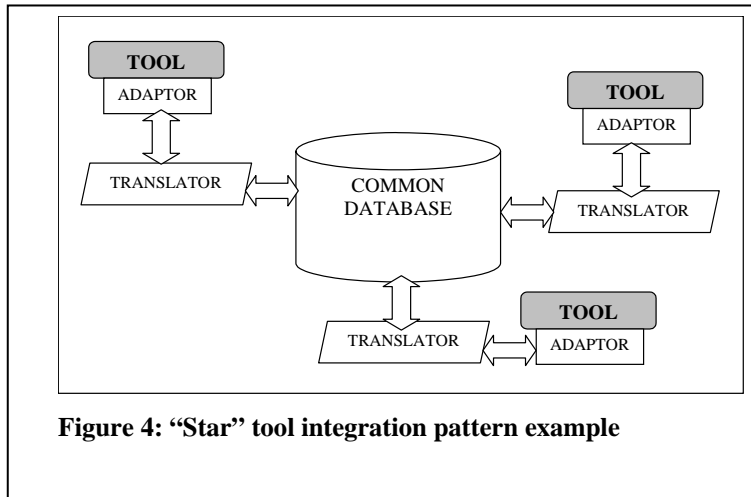 TOOL
ADAPTOR
TRANSLATOR
COMMON
DATABASE
TOOL
ADAPTOR
TRANSLATOR
TOOL
ADAPTOR
TRANSLATOR
Figure 4: “Star” tool integration pattern example